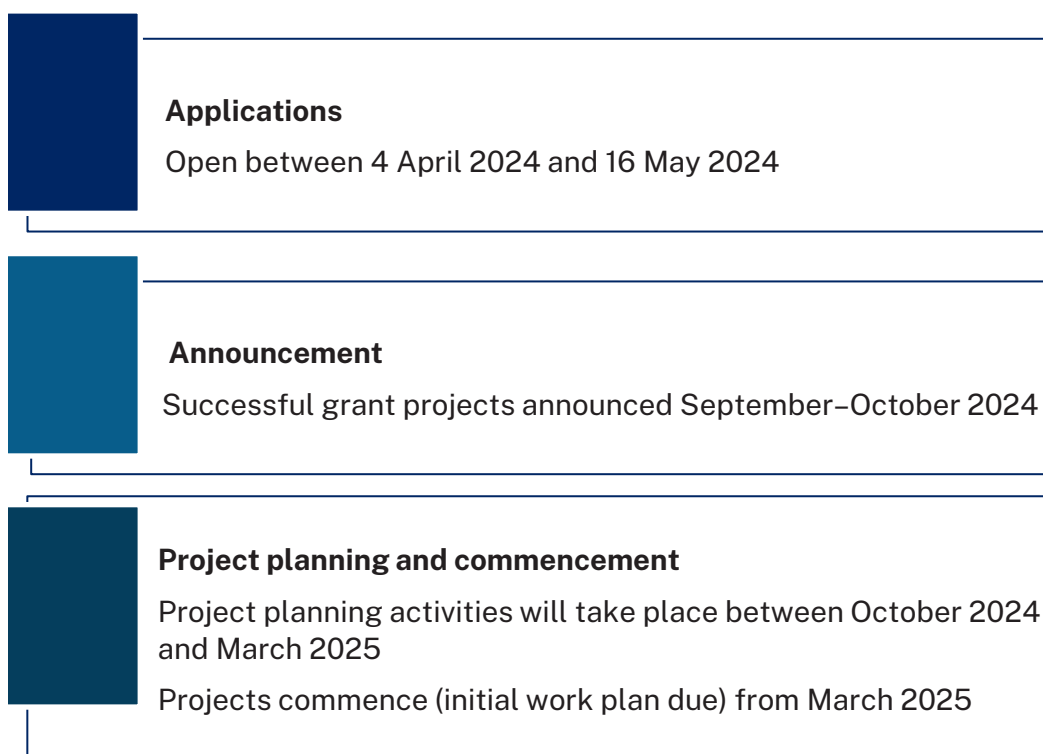 Applications
Open between 4 April 2024 and 16 May 2024
Announcement
Successful grant projects announced September–October 2024
Project planning and commencement
Project planning activities will take place between October 2024
and March 2025
Projects commence (initial work plan due) from March 2025